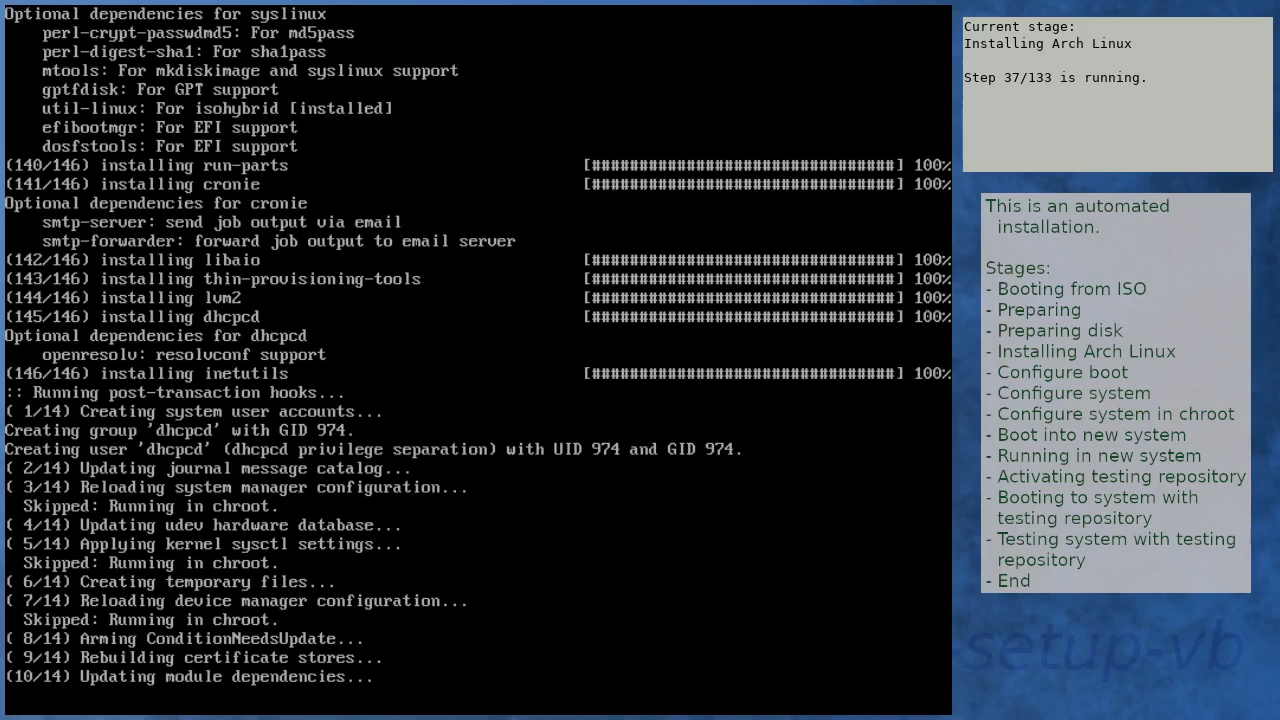 Optional dependencies for syslinux
perl-crypt-passwdmd5: For md5pass
perl-digest-sha1: For sha1pass
mtools: For mkdiskimage and syslinux support
gptfdisk: For GPT support
util-linux: For isohybrid [installed]
efibootmgr: For EFI support
dosfstools: For EFI support
(140/146) installing run-parts [################################] 100%
(141/146) installing cronie [################################] 100%
Optional dependencies for cronie
smtp-server: send job output via email
smtp-forwarder: forward job output to email server
(142/146) installing libaio [################################] 100%
(143/146) installing thin-provisioning-tools [################################] 100%
(144/146) installing lvm2 [################################] 100%
(145/146) installing dhcpcd [################################] 100%
Optional dependencies for dhcpcd
openresolv: resolvconf support
(146/146) installing inetutils [################################] 100%
:: Running post-transaction hooks...
( 1/14) Creating system user accounts...
Creating group 'dhcpcd' with GID 974.
Creating user 'dhcpcd' (dhcpcd privilege separation) with UID 974 and GID 974.
( 2/14) Updating journal message catalog...
( 3/14) Reloading system manager configuration...
Skipped: Running in chroot.
( 4/14) Updating udev hardware database...
( 5/14) Applying kernel sysctl settings...
Skipped: Running in chroot.
( 6/14) Creating temporary files...
( 7/14) Reloading device manager configuration...
Skipped: Running in chroot.
( 8/14) Arming ConditionNeedsUpdate...
( 9/14) Rebuilding certificate stores...
(10/14) Updating module dependencies...
Current stage:
Installing Arch Linux
Step 37/133 is running.
This is an automated
installation.
Stages:
- Booting from ISO
- Preparing
- Preparing disk
- Installing Arch Linux
- Configure boot
- Configure system
- Configure system in chroot
- Boot into new system
- Running in new system
- Activating testing repository
- Booting to system with
testing repository
- Testing system with testing
repository
- End
setup-vb